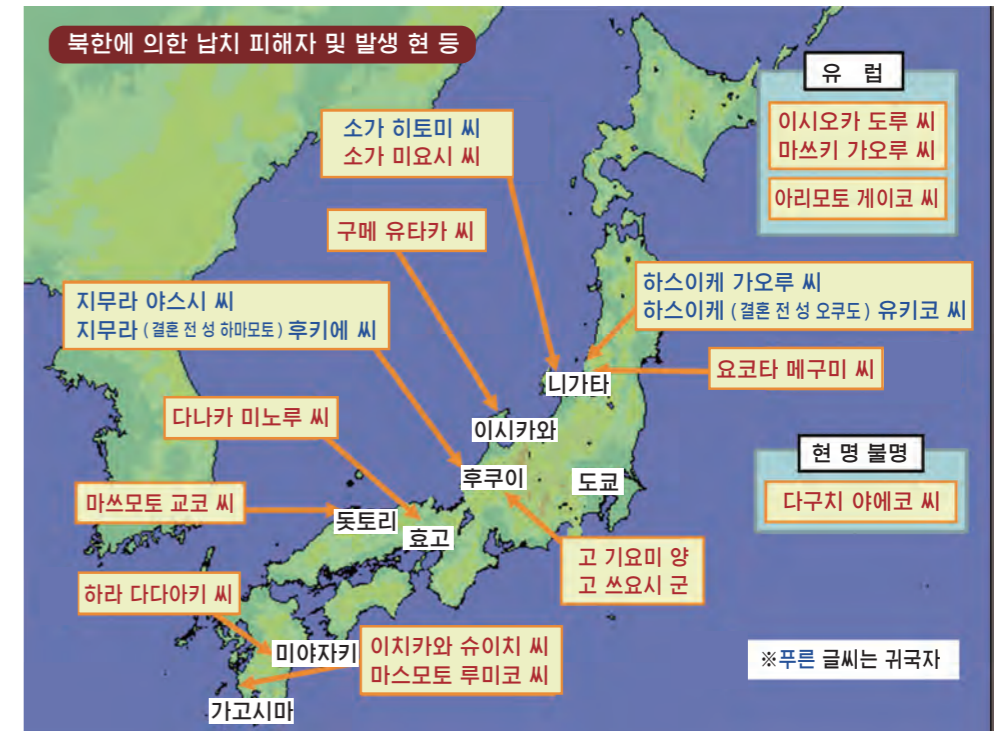 북한에 의한 납치 피해자 및 발생 현 등
유 럽
이시오카 도루 씨
마쓰키 가오루 씨
아리모토 게이코 씨
소가 히토미 씨
소가 미요시 씨
구메 유타카 씨
지무라 야스시 씨
지무라 (결혼 전 성 하마모토) 후키에 씨
하스이케 가오루 씨
하스이케 (결혼 전 성 오쿠도) 유키코 씨
요코타 메구미 씨
니가타
다나카 미노루 씨
이시카와
현 명 불명
다구치 야에코 씨
후쿠이
도쿄
마쓰모토 교코 씨
돗토리
효고
고 기요미 양
고 쓰요시 군
하라 다다아키 씨
미야자키
이치카와 슈이치 씨
마스모토 루미코 씨
가고시마
※푸른 글씨는 귀국자